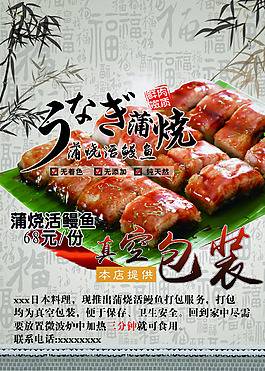 鲜肉
嫩质
うなぎ蒲烧
蒲烧活鳗鱼
无着色 无添加 纯天然
蒲烧活鳗鱼
68元/份
真空包装
本店提供
xxx日本料理，现推出蒲烧活鳗鱼打包服务，打包
均为真空包装，便于保存、卫生安全。回到家中只需
要放置微波炉中加热三分钟就可食用。
联系电话:xxxxxxxx